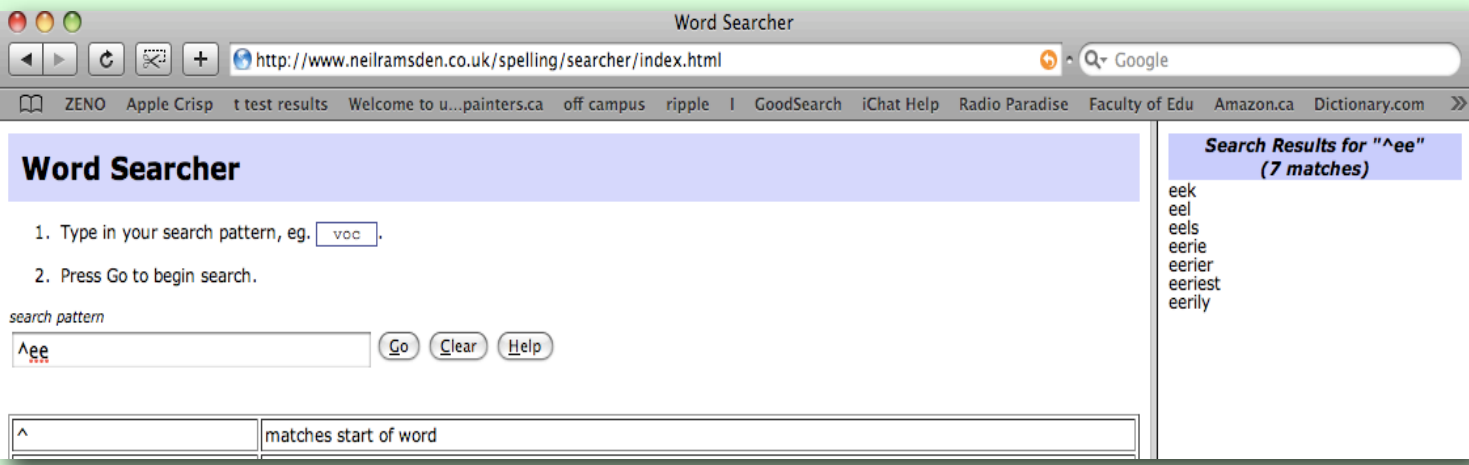 Word Searcher
http://www.neilramsden.co.uk/spelling/searcher/index.html
Google
ZENO Apple Crisp t test results Welcome to u...painters.ca off campus ripple I GoodSearch iChat Help Radio Paradise Faculty of Edu Amazon.ca Dictionary.com »
Word Searcher
1. Type in your search pattern, eg. voc .
2. Press Go to begin search.
search pattern
^ee Go Clear Help
^ matches start of word
Search Results for "^ee"
(7 matches)
eek
eel
eels
eerie
eerier
eeriest
eerily